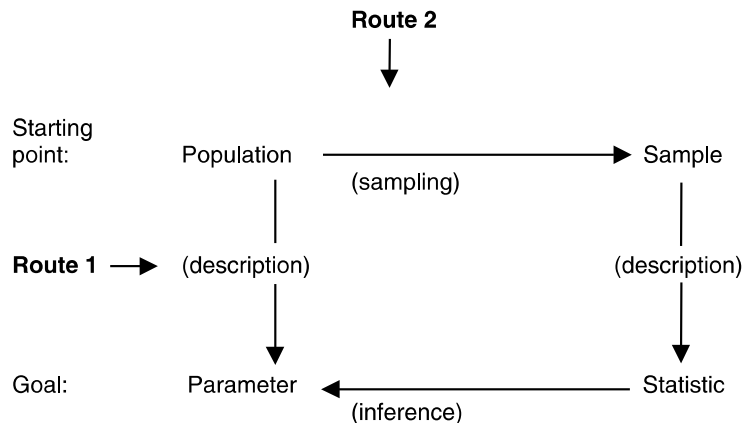 Route 2
Starting
point:
Population
Sample
(sampling)
Route 1
(description)
(description)
Goal:
Parameter
Statistic
(inference)